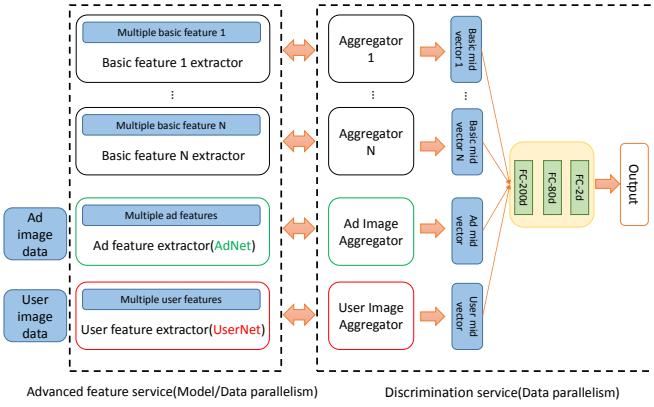 Multiple basic feature 1
Basic feature 1 extractor
...
Multiple basic feature N
Basic feature N extractor
Ad
image
data
Multiple ad features
Ad feature extractor(AdNet)
User
image
data
Multiple user features
User feature extractor(UserNet)
Advanced feature service(Model/Data parallelism)
Aggregator
1
...
Aggregator
N
Ad Image
Aggregator
User Image
Aggregator
Basic mid
vector 1
...
Basic mid
vector N
Ad mid
vector
User mid
vector
FC-200d
FC-80d
FC-2d
Output
Discrimination service(Data parallelism)